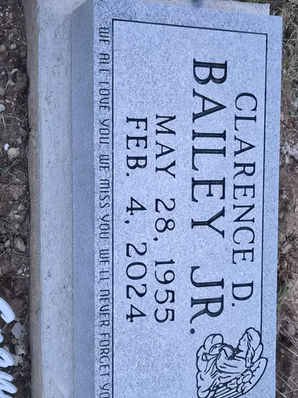 CLARENCE D.
BAILEY JR.
MAY 28, 1955
FEB. 4, 2024
WE ALL LOVE YOU, WE MISS YOU, WE'LL NEVER FORGET